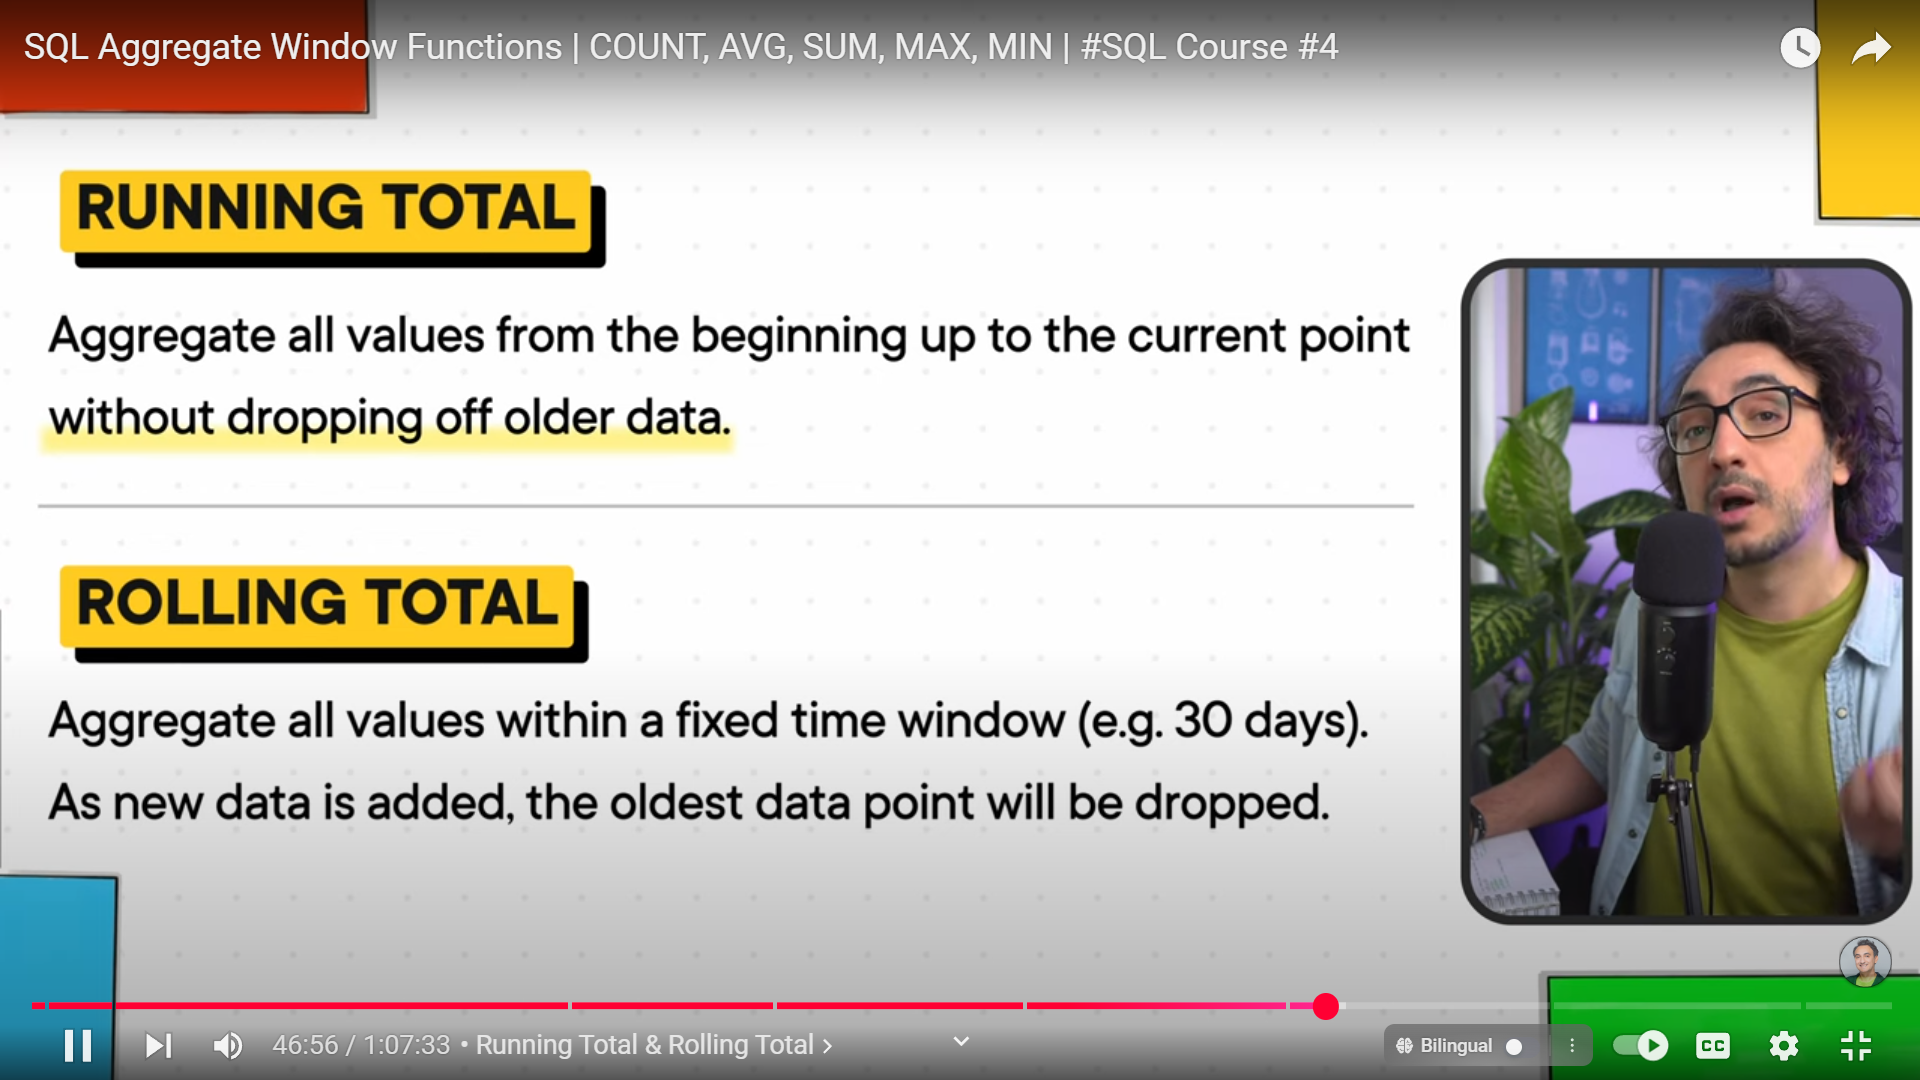 SQL Aggregate Window Functions | COUNT, AVG, SUM, MAX, MIN | #SQL Course #4
RUNNING TOTAL
Aggregate all values from the beginning up to the current point
without dropping off older data.
ROLLING TOTAL
Aggregate all values within a fixed time window (e.g. 30 days).
As new data is added, the oldest data point will be dropped.
46:56 / 1:07:33 • Running Total & Rolling Total
Bilingual
CC